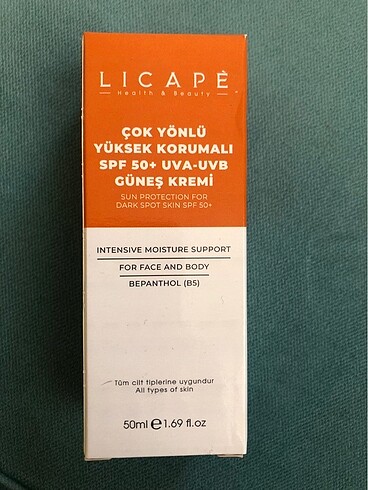 LICAPÈ
Health & Beauty
ÇOK YÖNLÜ
YÜKSEK KORUMALI
SPF 50+ UVA-UVB
GÜNEŞ KREMİ
SUN PROTECTION FOR
DARK SPOT SKIN SPF 50+
INTENSIVE MOISTURE SUPPORT
FOR FACE AND BODY
BEPANTHOL (B5)
Tüm cilt tiplerine uygundur
All types of skin
50ml ℮ 1.69 fl.oz